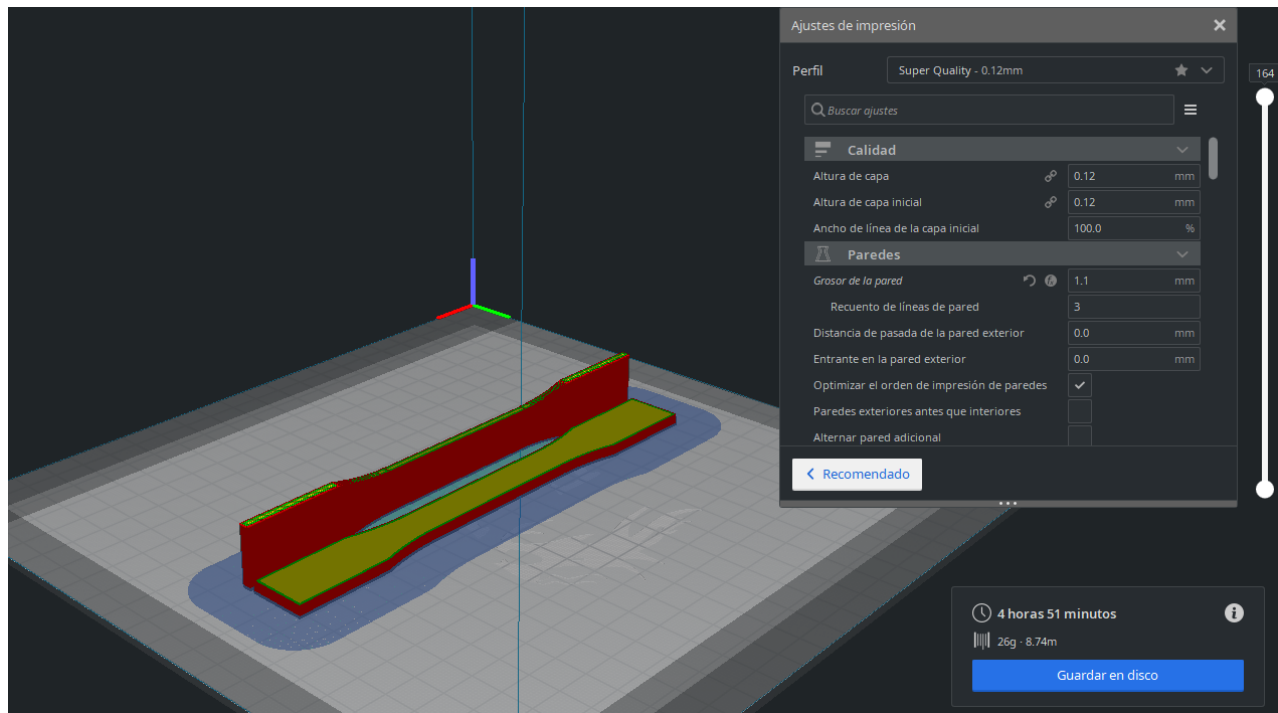 Ajustes de impresión
Perfil Super Quality - 0.12mm
164
Buscar ajustes
Calidad
Altura de capa 0.12 mm
Altura de capa inicial 0.12 mm
Ancho de línea de la capa inicial 100.0 %
Paredes
Grosor de la pared 1.1 mm
Recuento de líneas de pared 3
Distancia de pasada de la pared exterior 0.0 mm
Entrante en la pared exterior 0.0 mm
Optimizar el orden de impresión de paredes
Paredes exteriores antes que interiores
Alternar pared adicional
Recomendado
4 horas 51 minutos
26g · 8.74m
Guardar en disco